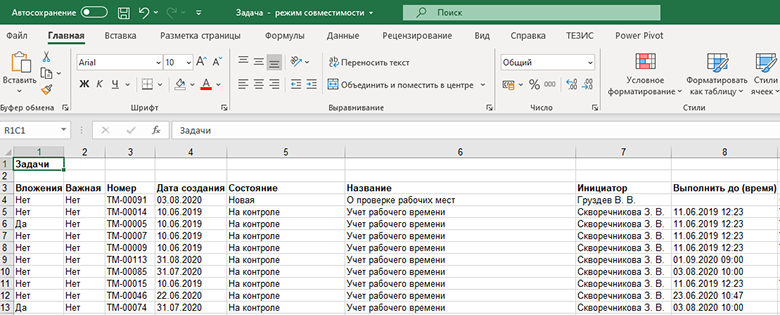 Автосохранение Задача - режим совместимости Поиск
Файл Главная Вставка Разметка страницы Формулы Данные Рецензирование Вид Справка ТЕЗИС Power Pivot
Вставить Arial 10 Переносить текст Общий Условное форматирование Форматировать как таблицу Стили ячеек
Ж К Ч Объединить и поместить в центре % 000
Буфер обмена Шрифт Выравнивание Число Стили
R1C1 fx Задачи
1 2 3 4 5 6 7 8
1 Задачи
2
3 Вложения Важная Номер Дата создания Состояние Название Инициатор Выполнить до (время)
4 Нет Нет ТМ-00091 03.08.2020 Новая О проверке рабочих мест Груздев В. В.
5 Нет Нет ТМ-00014 10.06.2019 На контроле Учет рабочего времени Скворечникова З. В. 11.06.2019 12:23
6 Да Нет ТМ-00005 10.06.2019 На контроле Учет рабочего времени Скворечникова З. В. 11.06.2019 12:23
7 Нет Нет ТМ-00007 10.06.2019 На контроле Учет рабочего времени Скворечникова З. В. 11.06.2019 12:23
8 Нет Нет ТМ-00009 10.06.2019 На контроле Учет рабочего времени Скворечникова З. В. 11.06.2019 12:23
9 Нет Нет ТМ-00113 31.08.2020 На контроле Учет рабочего времени Скворечникова З. В. 01.09.2020 09:00
10 Нет Нет ТМ-00085 31.07.2020 На контроле Учет рабочего времени Скворечникова З. В. 03.08.2020 10:00
11 Нет Нет ТМ-00015 10.06.2019 На контроле Учет рабочего времени Скворечникова З. В. 11.06.2019 12:23
12 Нет Нет ТМ-00046 22.06.2020 На контроле Учет рабочего времени Скворечникова З. В. 23.06.2020 10:47
13 Да Нет ТМ-00074 31.07.2020 На контроле Учет рабочего времени Скворечникова З. В. 03.08.2020 10:00